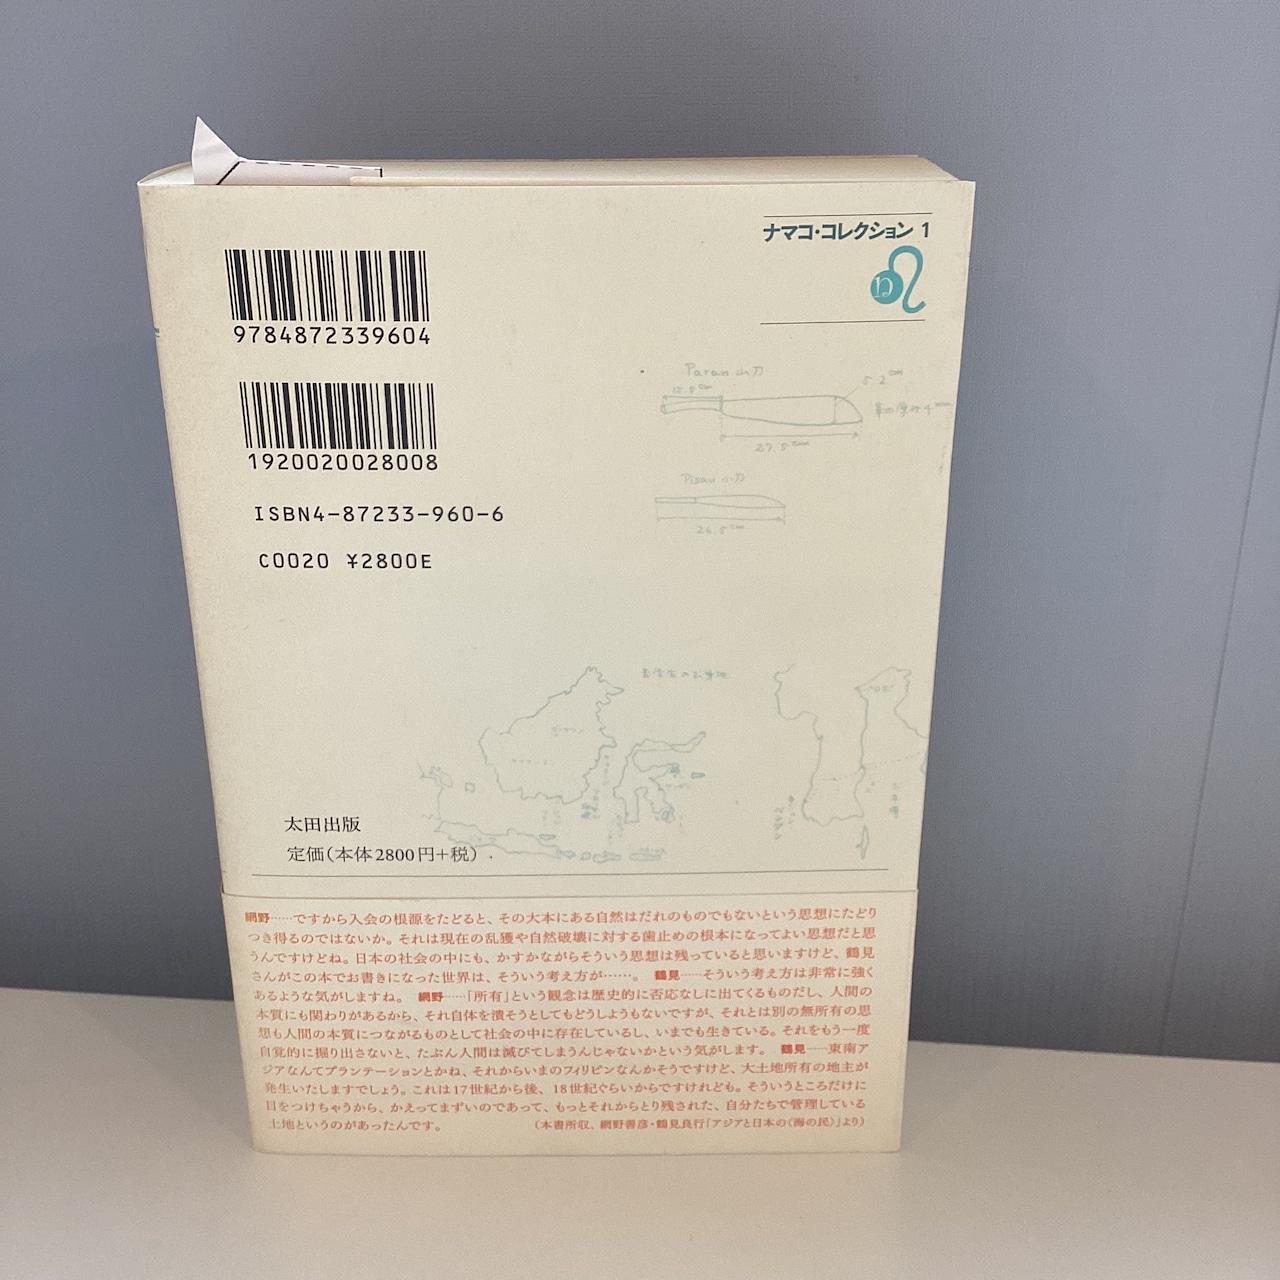 ナマコ・コレクション 1
n
9784872339604
1920020028008
ISBN4-87233-960-6
C0020 ¥2800E
Paran 山刀
5.2cm
27.5cm
Pisau 小刀
26.5cm
太田出版
定価(本体2800円+税)
網野……ですから入会の根源をたどると、その大本にある自然はだれのものでもないという思想にたどり
つき得るのではないか。それは現在の乱獲や自然破壊に対する歯止めの根本になってよい思想だと思
うんですけどね。日本の社会の中にも、かすかながらそういう思想は残っていると思いますけど、鶴見
さんがこの本でお書きになった世界は、そういう考え方が……。 鶴見……そういう考え方は非常に強く
あるような気がしますね。 網野……「所有」という観念は歴史的に否応なしに出てくるものだし、人間の
本質にも関わりがあるから、それ自体を潰そうとしてもどうしようもないですが、それとは別の無所有の思
想も人間の本質につながるものとして社会の中に存在しているし、いまでも生きている。それをもう一度
自覚的に掘り出さないと、たぶん人間は滅びてしまうんじゃないかという気がします。 鶴見……東南ア
ジアなんてプランテーションとかね、それからいまのフィリピンなんかそうですけど、大土地所有の地主が
発生いたしますでしょう。これは17世紀から後、18世紀ぐらいからですけれども。そういうところだけに
目をつけちゃうから、かえってまずいのであって、もっとそれからとり残された、自分たちで管理している
土地というのがあったんです。 (本書所収、網野善彦・鶴見良行「アジアと日本の〈海の民〉」より)